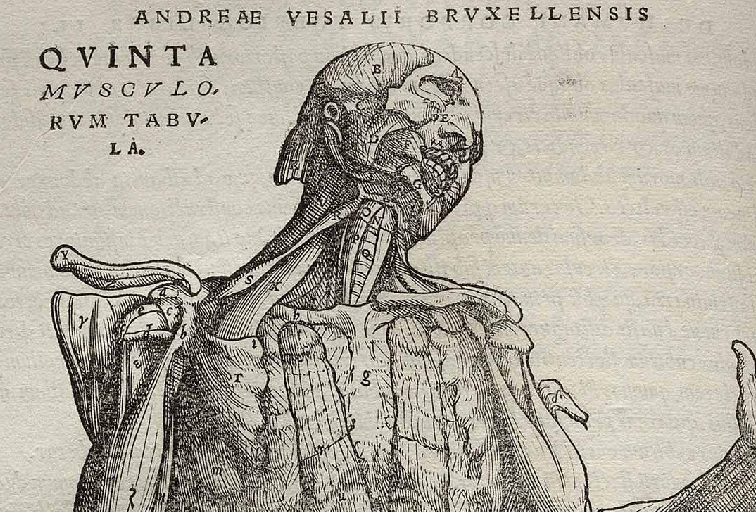 ANDREAE VESALII BRVXELLENSIS
QVINTA
MVSCVLO,
RVM TABV-
LA.